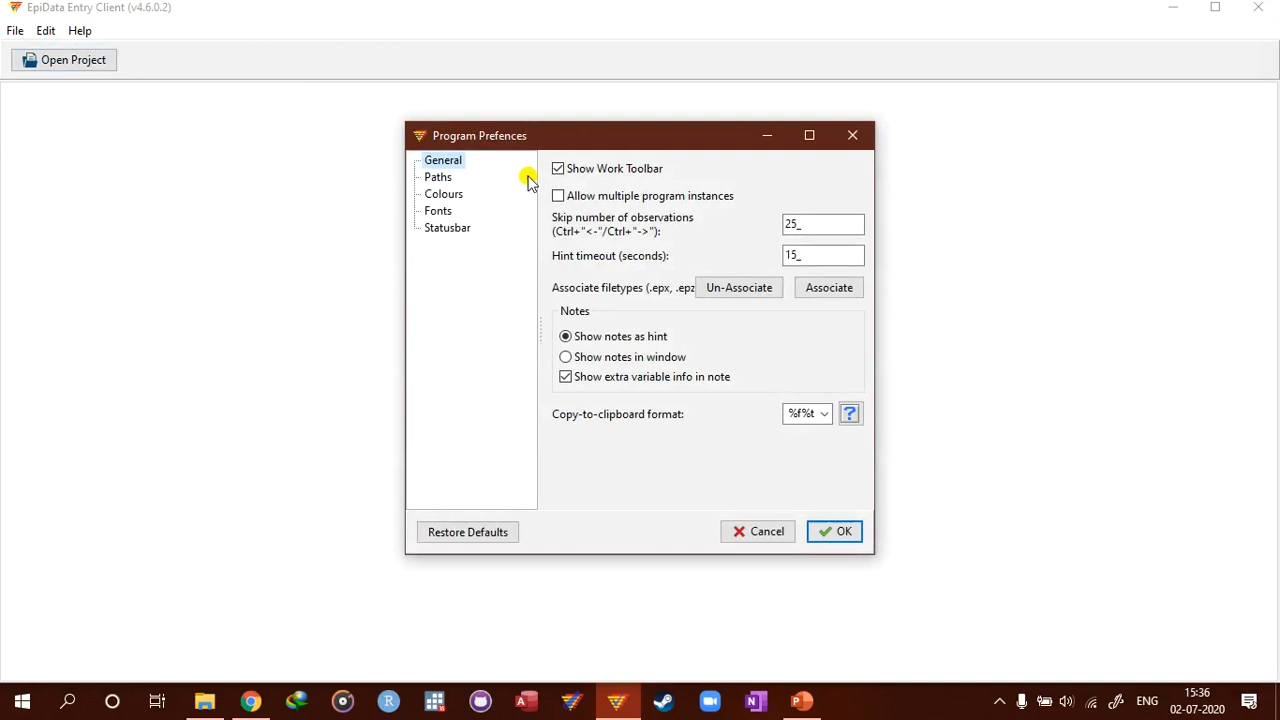 EpiData Entry Client (v4.6.0.2)
File Edit Help
Open Project
Program Prefences
General
Paths
Colours
Fonts
Statusbar
Show Work Toolbar
Allow multiple program instances
Skip number of observations
(Ctrl+"<-"/Ctrl+"->"):
25_
Hint timeout (seconds):
15_
Associate filetypes (.epx, .epz
Un-Associate
Associate
Notes
Show notes as hint
Show notes in window
Show extra variable info in note
Copy-to-clipboard format:
%f%t
?
Restore Defaults
Cancel
OK
ENG
15:36
02-07-2020